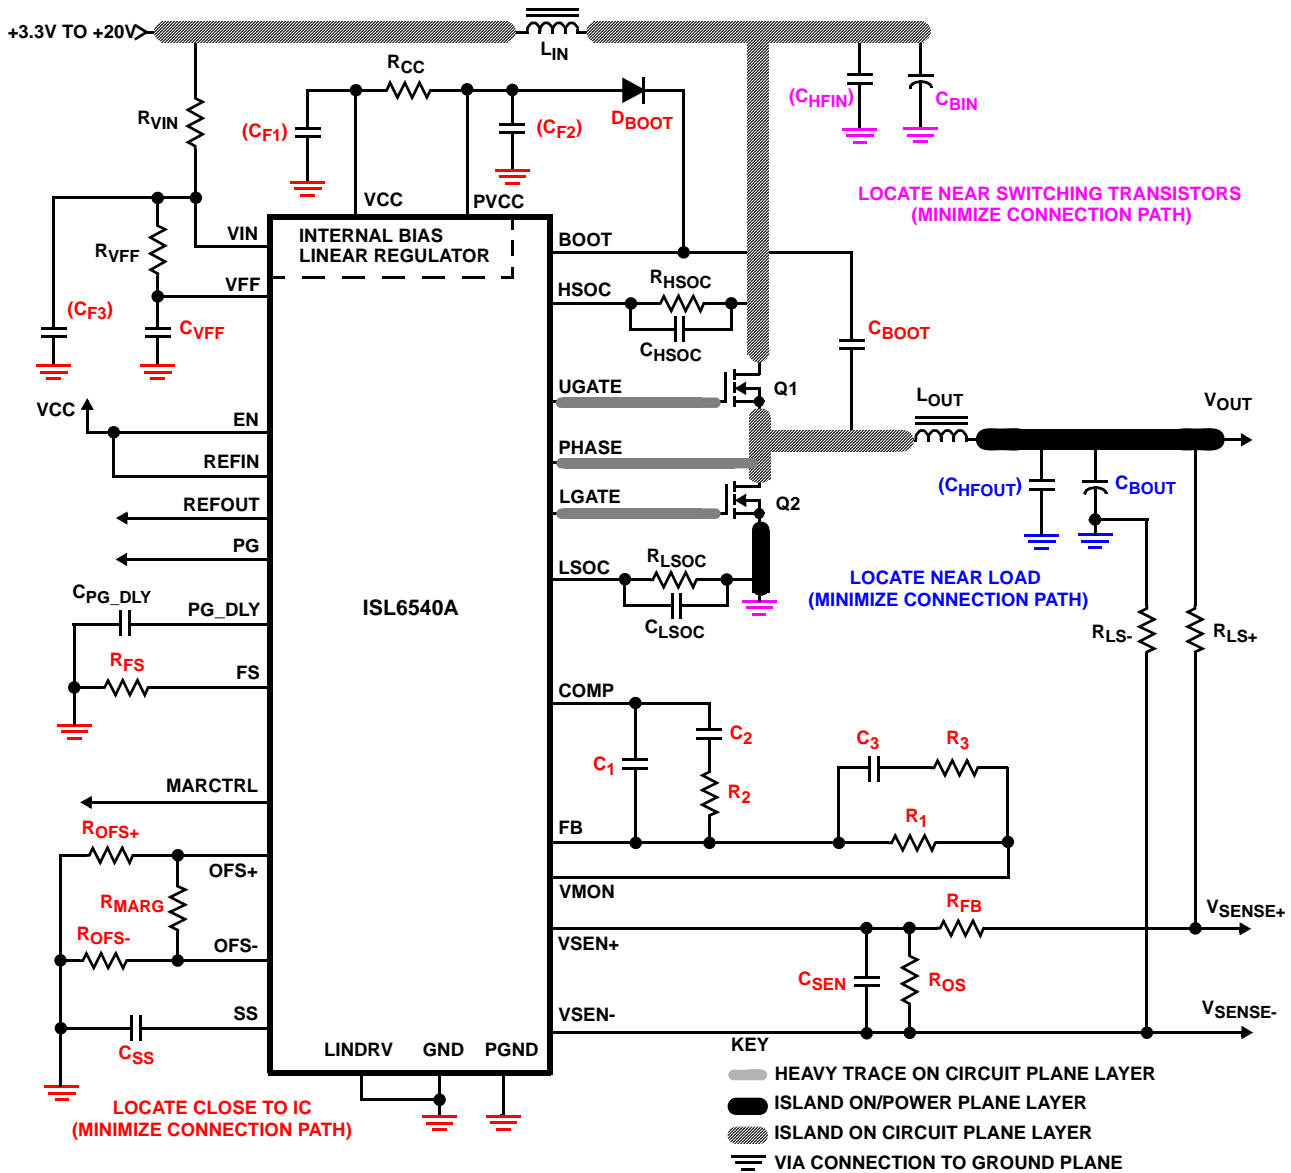 +3.3V TO +20V
LIN
RCC
(CHFIN)
CBIN
RVIN
(CF1)
(CF2)
DBOOT
LOCATE NEAR SWITCHING TRANSISTORS
(MINIMIZE CONNECTION PATH)
VCC
PVCC
VIN
INTERNAL BIAS
LINEAR REGULATOR
BOOT
RVFF
VFF
HSOC
RHSOC
(CF3)
CVFF
CHSOC
CBOOT
UGATE
Q1
VCC
EN
LOUT
VOUT
REFIN
PHASE
REFOUT
LGATE
Q2
(CHFOUT)
CBOUT
PG
LSOC
RLSOC
LOCATE NEAR LOAD
(MINIMIZE CONNECTION PATH)
CPG_DLY
PG_DLY
ISL6540A
CLSOC
RLS-
RLS+
RFS
FS
COMP
C2
C3
R3
C1
R2
MARCTRL
R1
ROFS+
FB
OFS+
VMON
RMARG
RFB
VSENSE+
ROFS-
OFS-
VSEN+
CSEN
ROS
SS
VSEN-
VSENSE-
CSS
LINDRV
GND
PGND
KEY
HEAVY TRACE ON CIRCUIT PLANE LAYER
LOCATE CLOSE TO IC
(MINIMIZE CONNECTION PATH)
ISLAND ON/POWER PLANE LAYER
ISLAND ON CIRCUIT PLANE LAYER
VIA CONNECTION TO GROUND PLANE